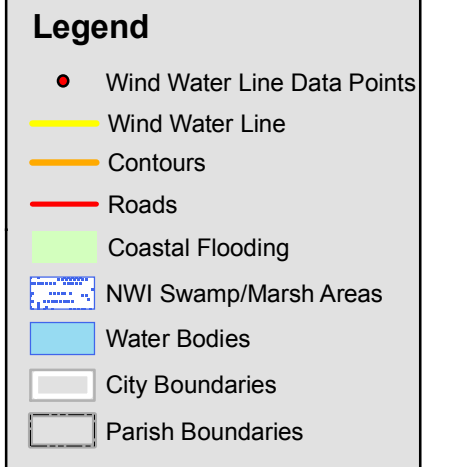 Legend
Wind Water Line Data Points
Wind Water Line
Contours
Roads
Coastal Flooding
NWI Swamp/Marsh Areas
Water Bodies
City Boundaries
Parish Boundaries